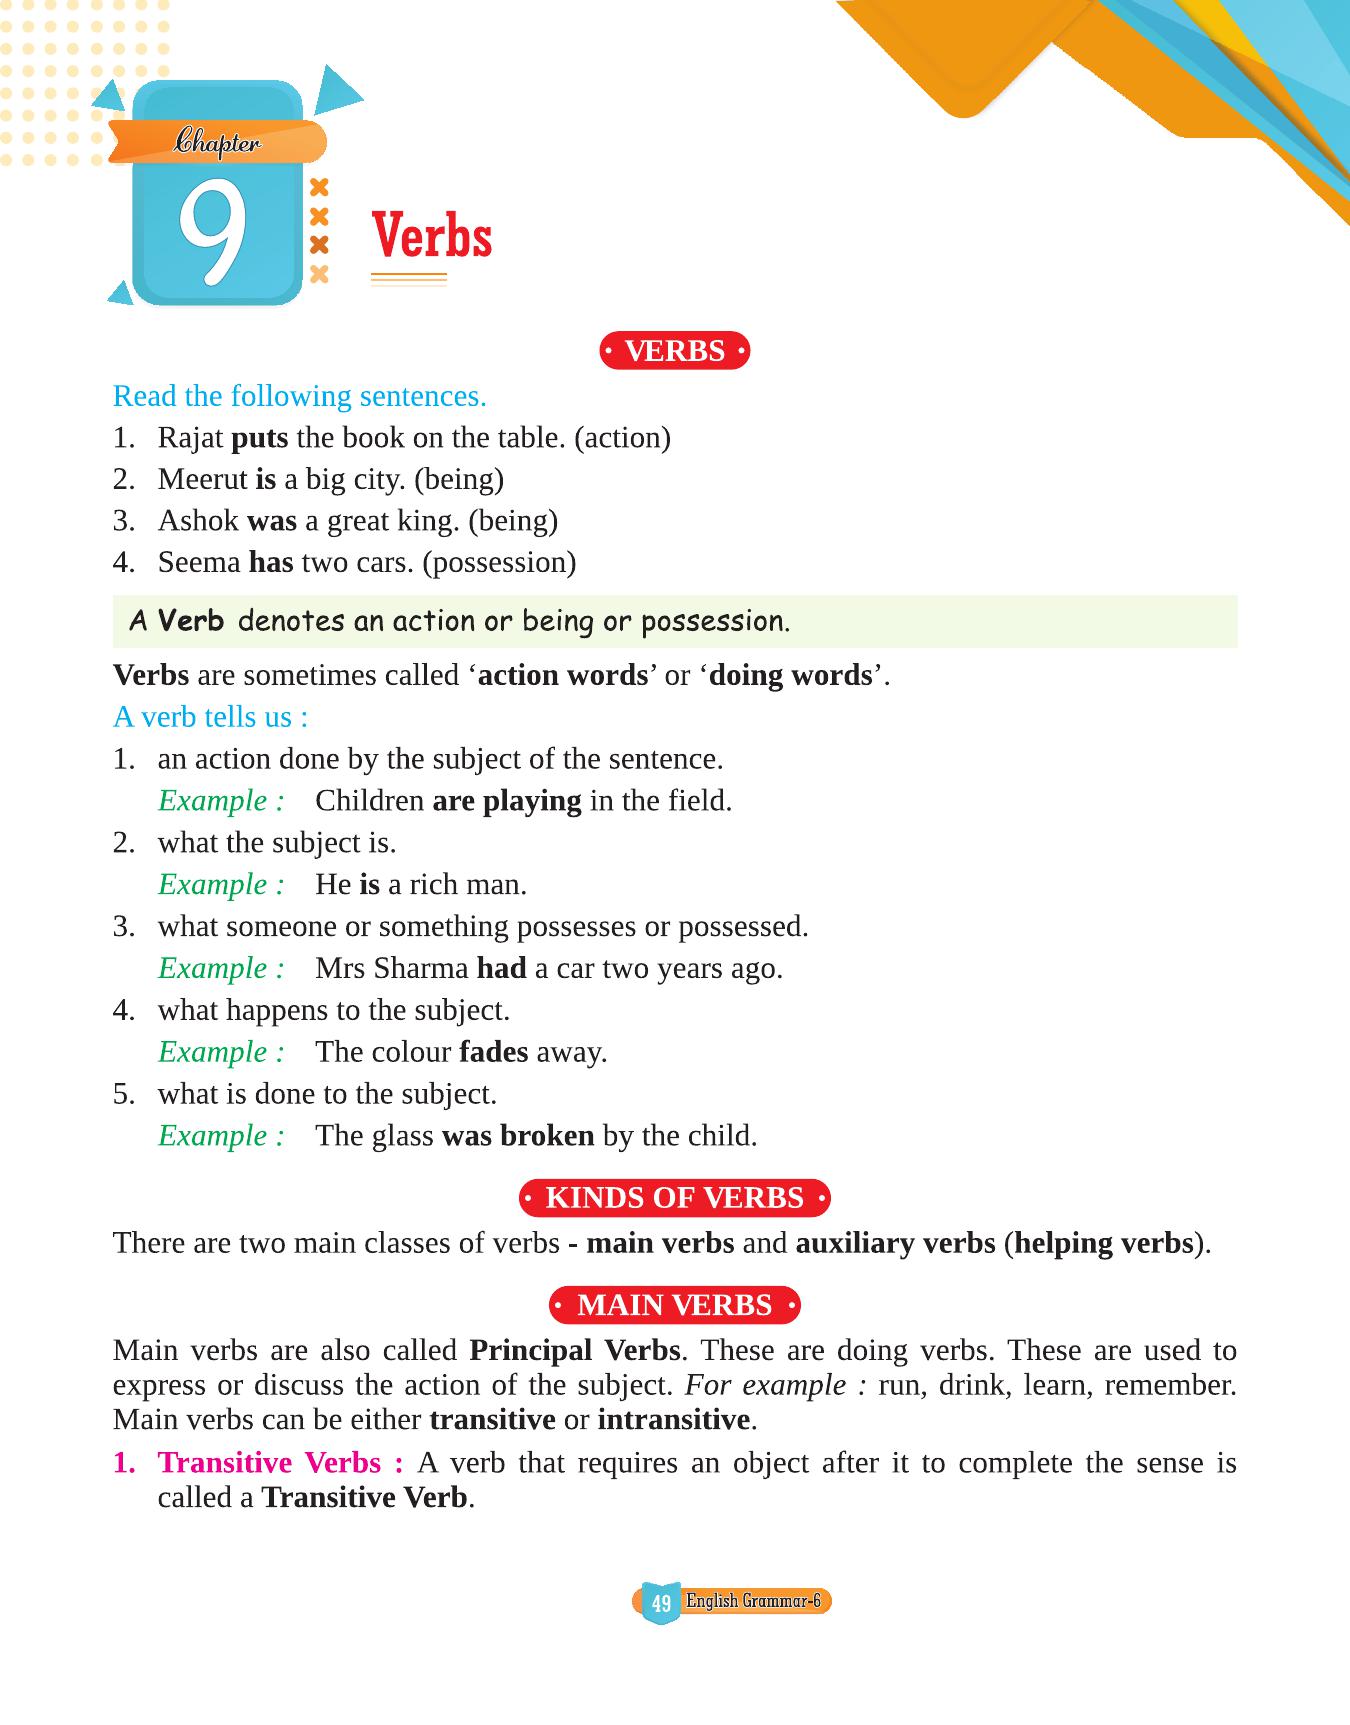 Chapter
9
Verbs
VERBS
Read the following sentences.
1. Rajat puts the book on the table. (action)
2. Meerut is a big city. (being)
3. Ashok was a great king. (being)
4. Seema has two cars. (possession)
A Verb denotes an action or being or possession.
Verbs are sometimes called ‘action words’ or ‘doing words’.
A verb tells us :
1. an action done by the subject of the sentence.
Example : Children are playing in the field.
2. what the subject is.
Example : He is a rich man.
3. what someone or something possesses or possessed.
Example : Mrs Sharma had a car two years ago.
4. what happens to the subject.
Example : The colour fades away.
5. what is done to the subject.
Example : The glass was broken by the child.
KINDS OF VERBS
There are two main classes of verbs - main verbs and auxiliary verbs (helping verbs).
MAIN VERBS
Main verbs are also called Principal Verbs. These are doing verbs. These are used to
express or discuss the action of the subject. For example : run, drink, learn, remember.
Main verbs can be either transitive or intransitive.
1. Transitive Verbs : A verb that requires an object after it to complete the sense is
called a Transitive Verb.
49 English Grammar-6